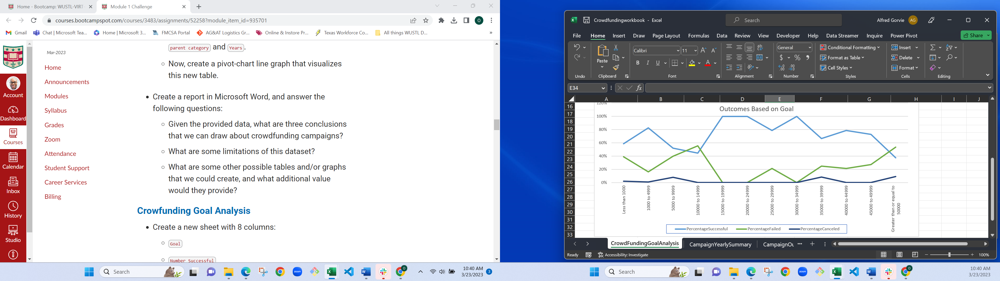 Home - Bootcamp: WUSTL-VIRT-
Module 1 Challenge
courses.bootcampspot.com/courses/3483/assignments/52258?module_item_id=935701
O
Gmail
Chat | Microsoft Tea...
Home | Microsoft 3...
FMCSA Portal
AG&AT Logistics Gr...
Online & Instore Pr...
Texas Workforce Co...
All things WUSTL D...
»
Account
Dashboard
Courses
Calendar
Inbox
History
Studio
Mar-2023
Home
Announcements
Modules
Syllabus
Grades
Zoom
Attendance
Student Support
Career Services
Billing
parent category and Years.
Now, create a pivot-chart line graph that visualizes
this new table.
Create a report in Microsoft Word, and answer the
following questions:
Given the provided data, what are three conclusions
that we can draw about crowdfunding campaigns?
What are some limitations of this dataset?
What are some other possible tables and/or graphs
that we could create, and what additional value
would they provide?
Crowfunding Goal Analysis
Create a new sheet with 8 columns:
Goal
Number Successful
Search
zoom
10:40 AM
3/23/2023
3
Crowdfundingworkbook - Excel
Search
Alfred Gorvie AG
File Home Insert Draw Page Layout Formulas Data Review View Developer Help Data Streamer Inquire Power Pivot
Share
Undo
Paste
Clipboard
Calibri 11
B I U
Font
ab
Alignment
General
$ % 9
Number
Conditional Formatting
Format as Table
Cell Styles
Styles
Insert
Delete
Format
Cells
Editing
E34
fx
A B C D E F G H I J
16
17
18
19
20
21
22
23
24
25
26
27
28
29
30
31
32
33
Outcomes Based on Goal
120%
100%
80%
60%
40%
20%
0%
Less than 1000
1000 to 4999
5000 to 9999
10000 to 14999
15000 to 19999
20000 to 24999
25000 to 29999
30000 to 34999
35000 to 39999
40000 to 44999
45000 to 49999
Greater than or equal to
50000
PercentageSuccessful
PercentageFailed
PercentageCanceled
CrowdFundingGoalAnalysis
CampaignYearlySummary
CampaignOu
Ready
Accessibility: Investigate
100%
Search
zoom
10:40 AM
3/23/2023